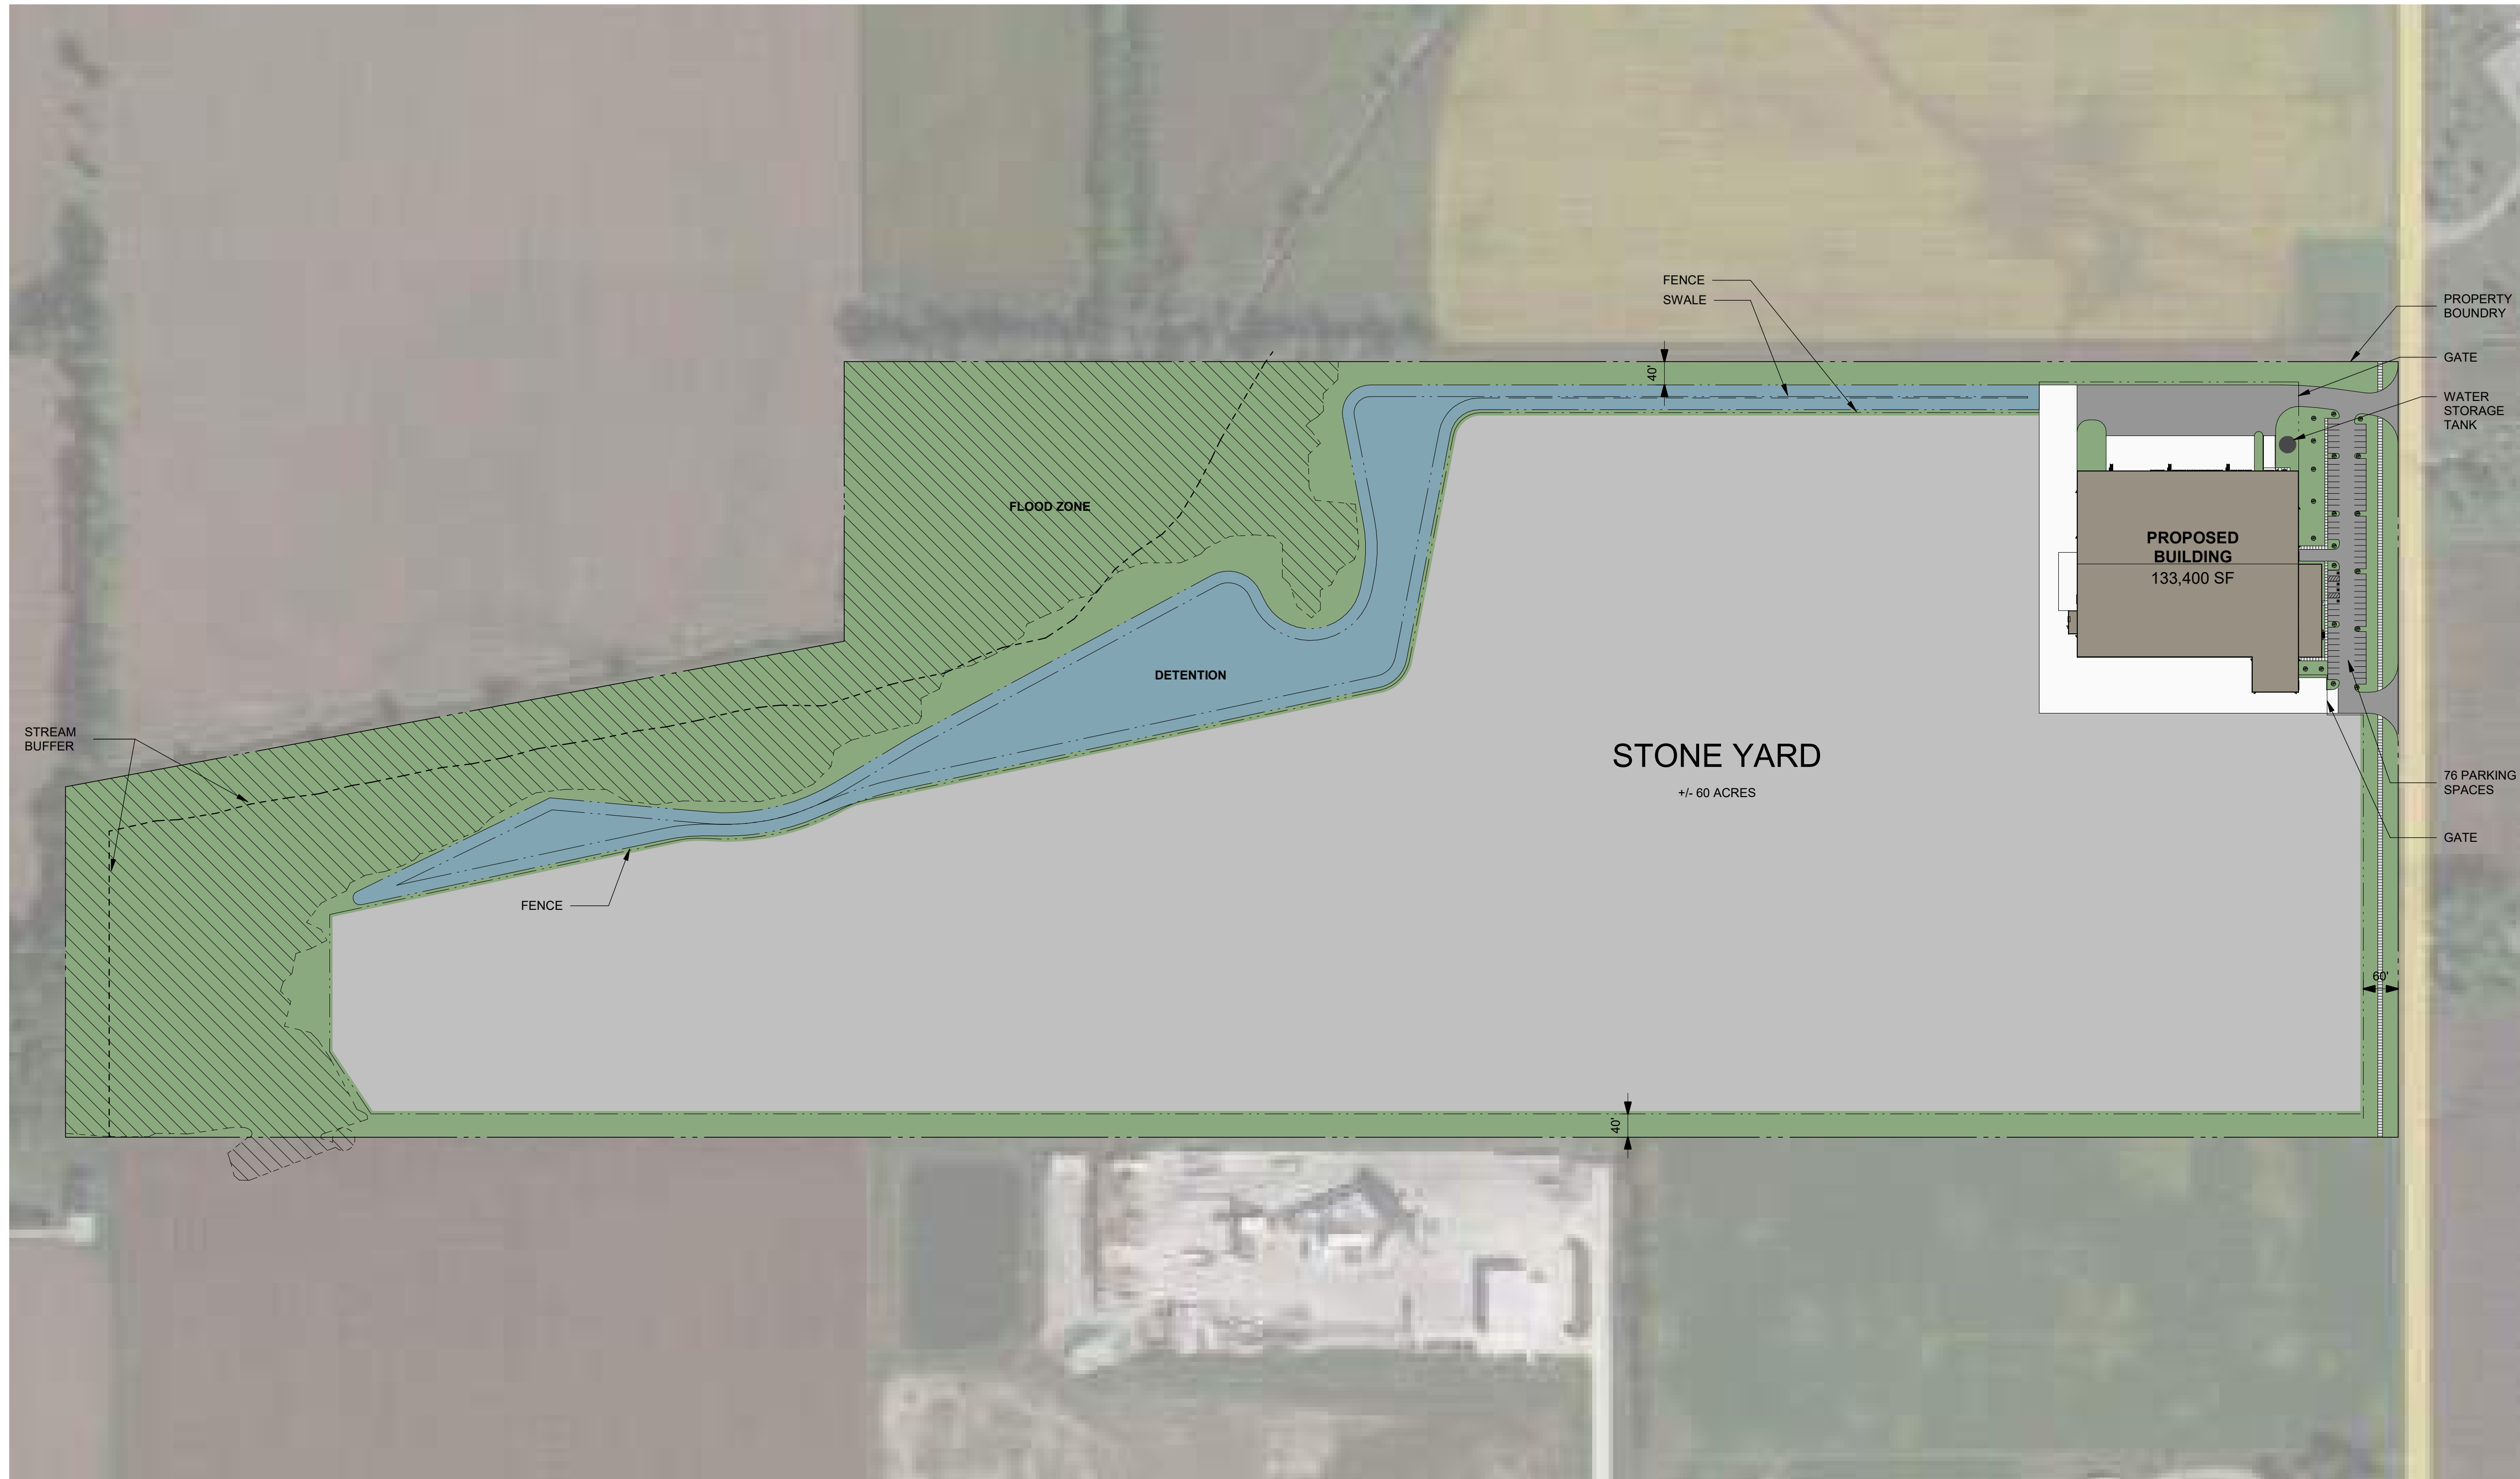 FENCE
SWALE
PROPERTY
BOUNDRY
GATE
40'
WATER
STORAGE
TANK
FLOOD ZONE
PROPOSED
BUILDING
133,400 SF
DETENTION
STREAM
BUFFER
STONE YARD
+/- 60 ACRES
76 PARKING
SPACES
GATE
FENCE
60'
40'